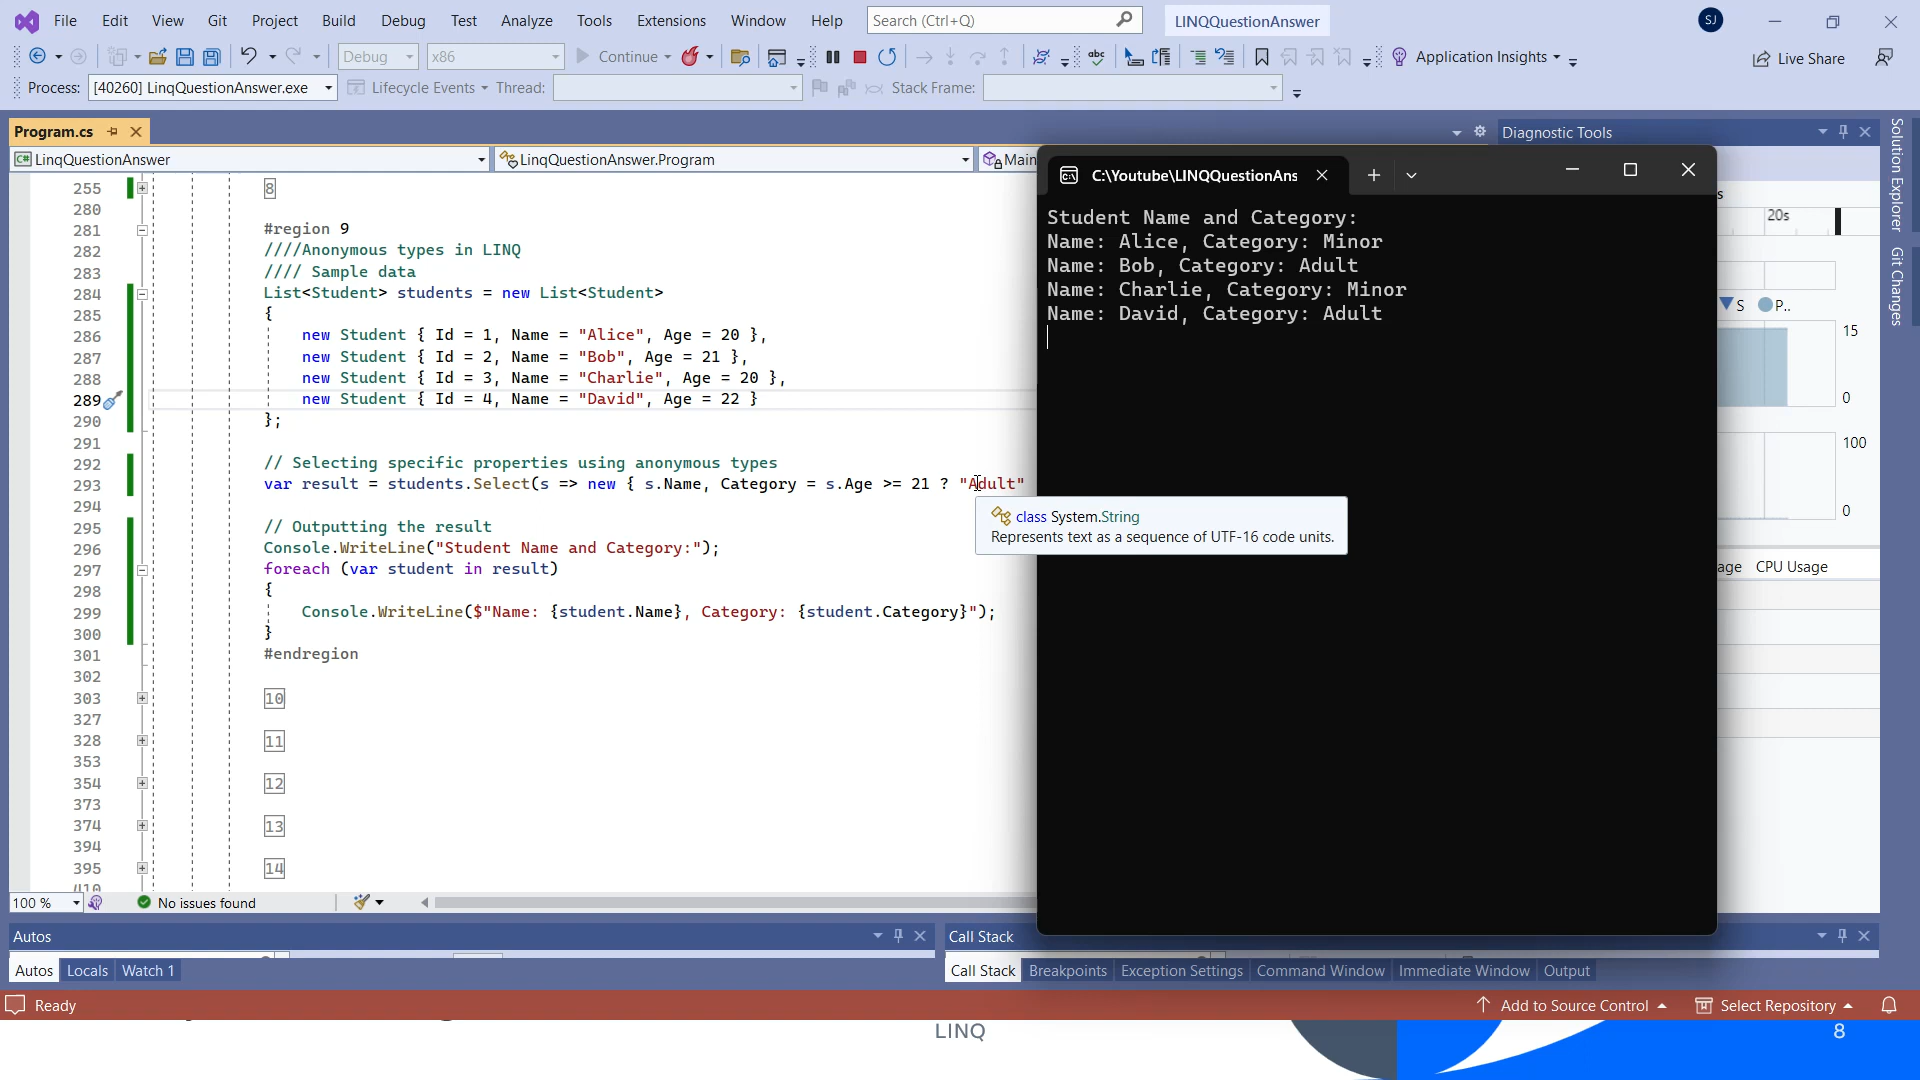 File Edit View Git Project Build Debug Test Analyze Tools Extensions Window Help Search (Ctrl+Q) LINQQuestionAnswer SJ
Debug x86 Continue Application Insights Live Share
Process: [40260] LinqQuestionAnswer.exe Lifecycle Events Thread: Stack Frame:
Program.cs
Diagnostic Tools
LinqQuestionAnswer LinqQuestionAnswer.Program Main
255 8
280
281 #region 9
282 ////Anonymous types in LINQ
283 //// Sample data
284 List<Student> students = new List<Student>
285 {
286 new Student { Id = 1, Name = "Alice", Age = 20 },
287 new Student { Id = 2, Name = "Bob", Age = 21 },
288 new Student { Id = 3, Name = "Charlie", Age = 20 },
289 new Student { Id = 4, Name = "David", Age = 22 }
290 };
291
292 // Selecting specific properties using anonymous types
293 var result = students.Select(s => new { s.Name, Category = s.Age >= 21 ? "Adult"
294
295 // Outputting the result
296 Console.WriteLine("Student Name and Category:");
297 foreach (var student in result)
298 {
299 Console.WriteLine($"Name: {student.Name}, Category: {student.Category}");
300 }
301 #endregion
302
303 10
327
328 11
353
354 12
373
374 13
394
395 14
410
class System.String
Represents text as a sequence of UTF-16 code units.
C:\Youtube\LINQQuestionAns
Student Name and Category:
Name: Alice, Category: Minor
Name: Bob, Category: Adult
Name: Charlie, Category: Minor
Name: David, Category: Adult
s
20s
S P..
15
0
100
0
age CPU Usage
Solution Explorer
Git Changes
100 % No issues found
Autos
Call Stack
Autos Locals Watch 1
Call Stack Breakpoints Exception Settings Command Window Immediate Window Output
Ready Add to Source Control Select Repository
LINQ
8